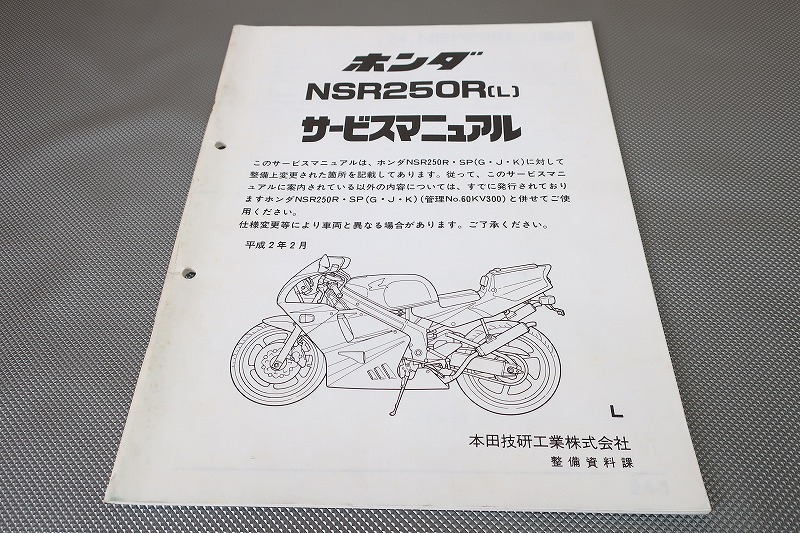 ホンダ
NSR250R(L)
サービスマニュアル
このサービスマニュアルは、ホンダNSR250R・SP(G・J・K)に対して
整備上変更された箇所を記載してあります。従って、このサービスマニ
ュアルに案内されている以外の内容については、すでに発行されており
ますホンダNSR250R・SP(G・J・K)(管理No.60KV300)と併せてご使
用ください。
仕様変更等により車両と異なる場合があります。ご了承ください。
平成2年2月
L
本田技研工業株式会社
整備資料課